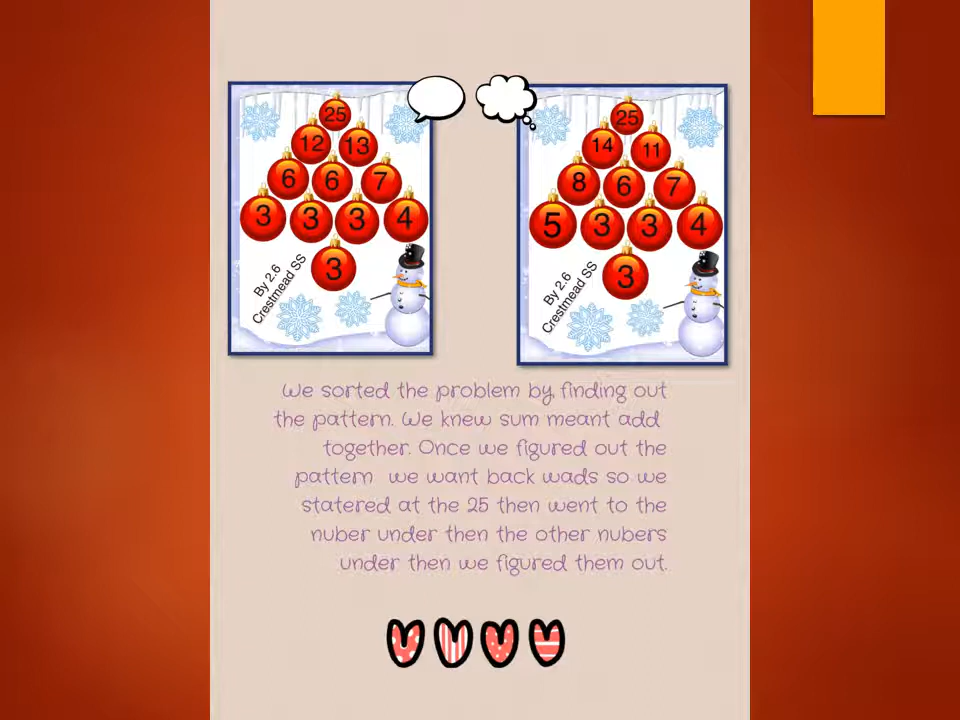 25
12 13
6 6 7
3 3 3 4
3
By 2.6
Crestmead SS
25
14 11
8 6 7
5 3 3 4
3
By 2.6
Crestmead SS
We sorted the problem by finding out
the pattern. We knew sum meant add
together. Once we figured out the
pattern we want back wads so we
statered at the 25 then went to the
nuber under then the other nubers
under then we figured them out.